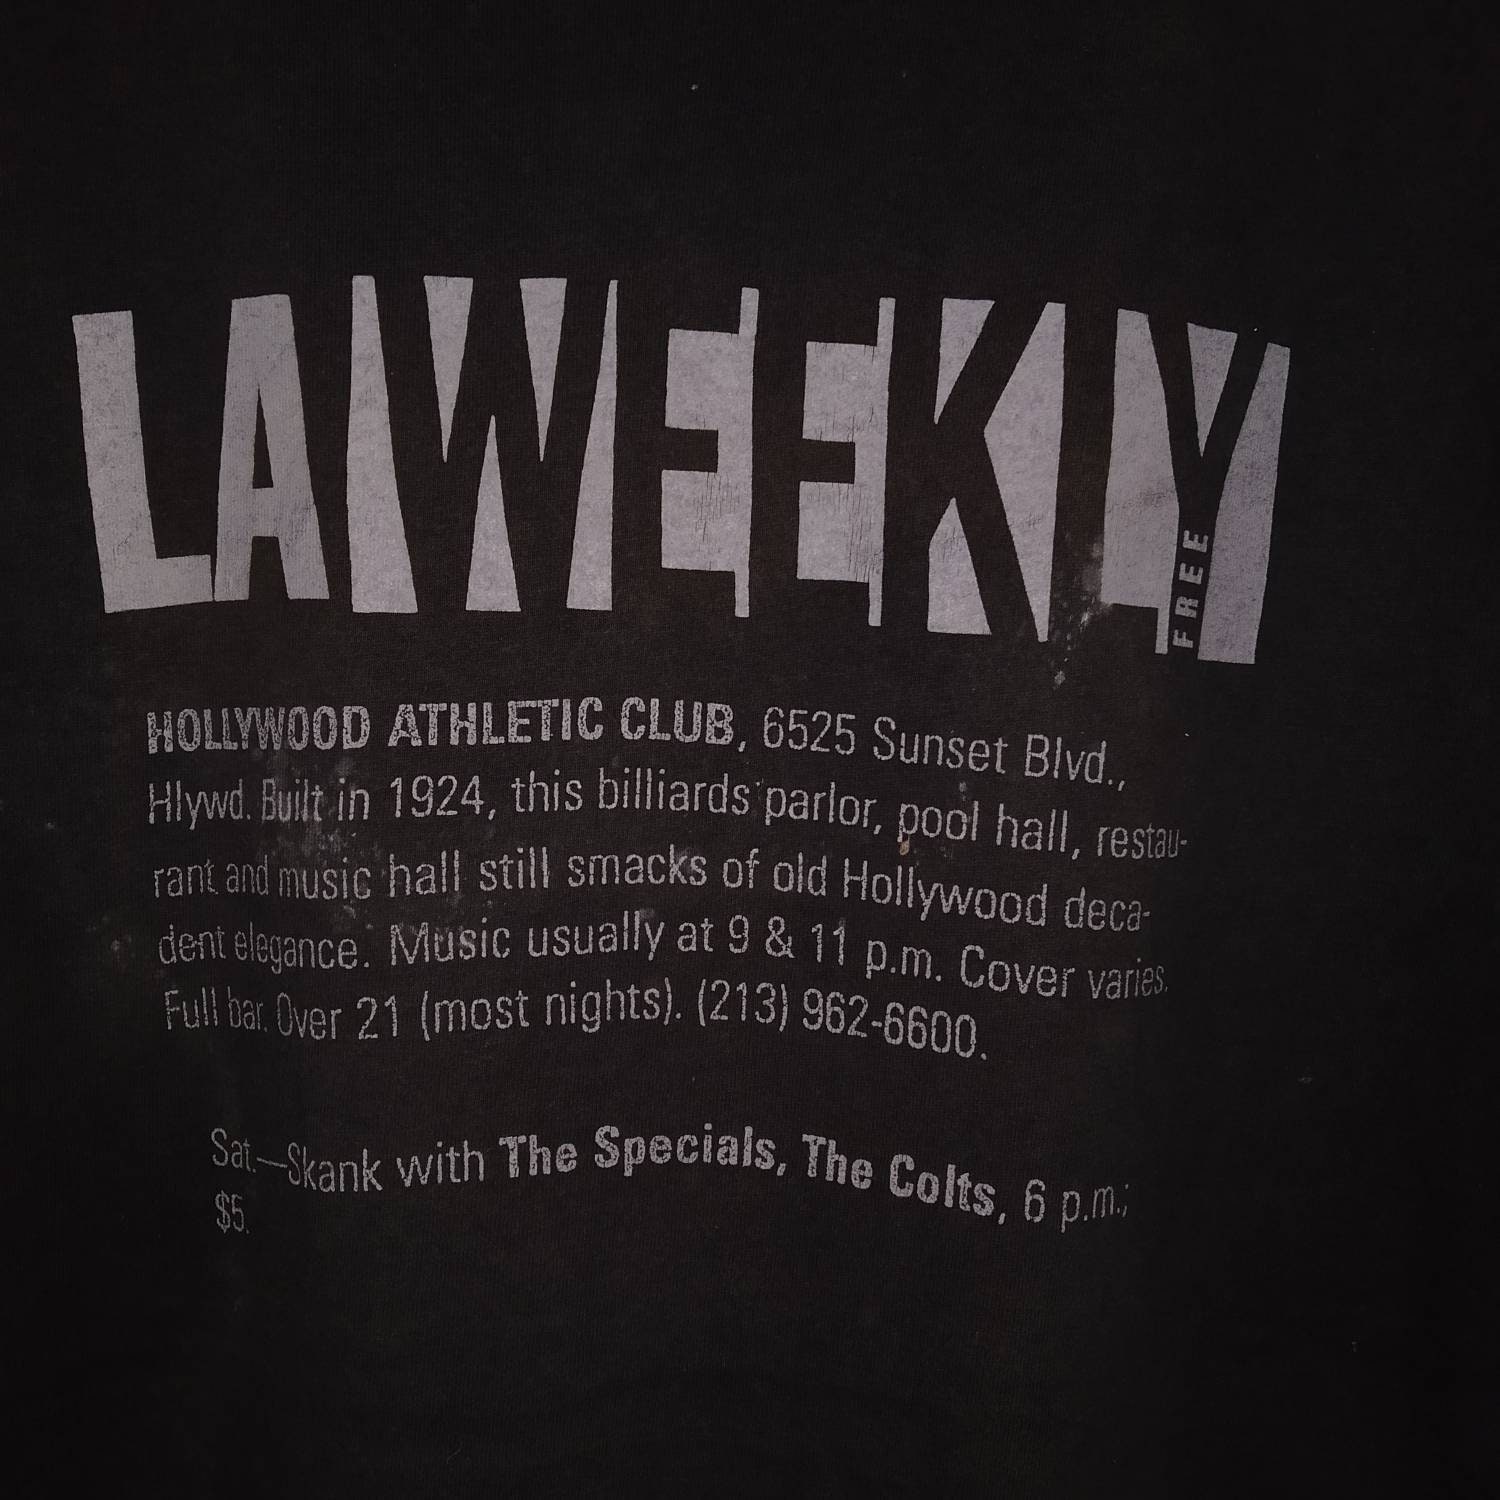 LAWEEKLY
FREE
HOLLYWOOD ATHLETIC CLUB, 6525 Sunset Blvd.,
Hlywd. Built in 1924, this billiards parlor, pool hall, restau-
rant and music hall still smacks of old Hollywood deca-
dent elegance. Music usually at 9 & 11 p.m. Cover varies.
Full bar. Over 21 (most nights). (213) 962-6600.
Sat.—Skank with The Specials, The Colts, 6 p.m.;
$5.